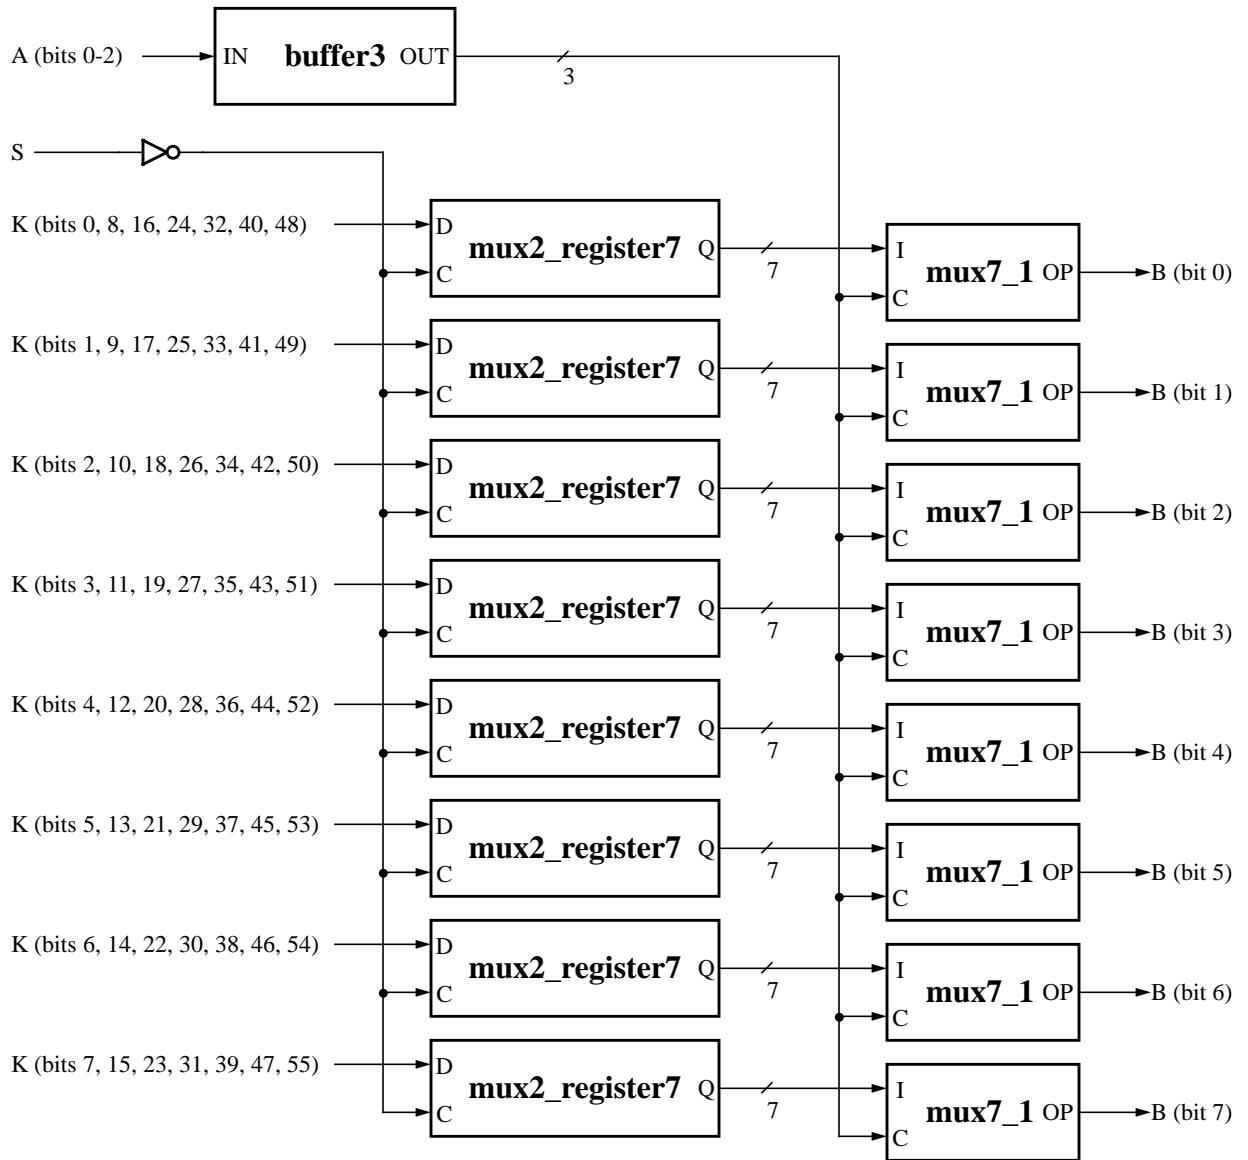 A (bits 0-2) IN buffer3 OUT
3
S
K (bits 0, 8, 16, 24, 32, 40, 48) D
mux2_register7 Q I
C 7 mux7_1 OP B (bit 0)
C
K (bits 1, 9, 17, 25, 33, 41, 49) D
mux2_register7 Q I
C 7 mux7_1 OP B (bit 1)
C
K (bits 2, 10, 18, 26, 34, 42, 50) D
mux2_register7 Q I
C 7 mux7_1 OP B (bit 2)
C
K (bits 3, 11, 19, 27, 35, 43, 51) D
mux2_register7 Q I
C 7 mux7_1 OP B (bit 3)
C
K (bits 4, 12, 20, 28, 36, 44, 52) D
mux2_register7 Q I
C 7 mux7_1 OP B (bit 4)
C
K (bits 5, 13, 21, 29, 37, 45, 53) D
mux2_register7 Q I
C 7 mux7_1 OP B (bit 5)
C
K (bits 6, 14, 22, 30, 38, 46, 54) D
mux2_register7 Q I
C 7 mux7_1 OP B (bit 6)
C
K (bits 7, 15, 23, 31, 39, 47, 55) D
mux2_register7 Q I
C 7 mux7_1 OP B (bit 7)
C